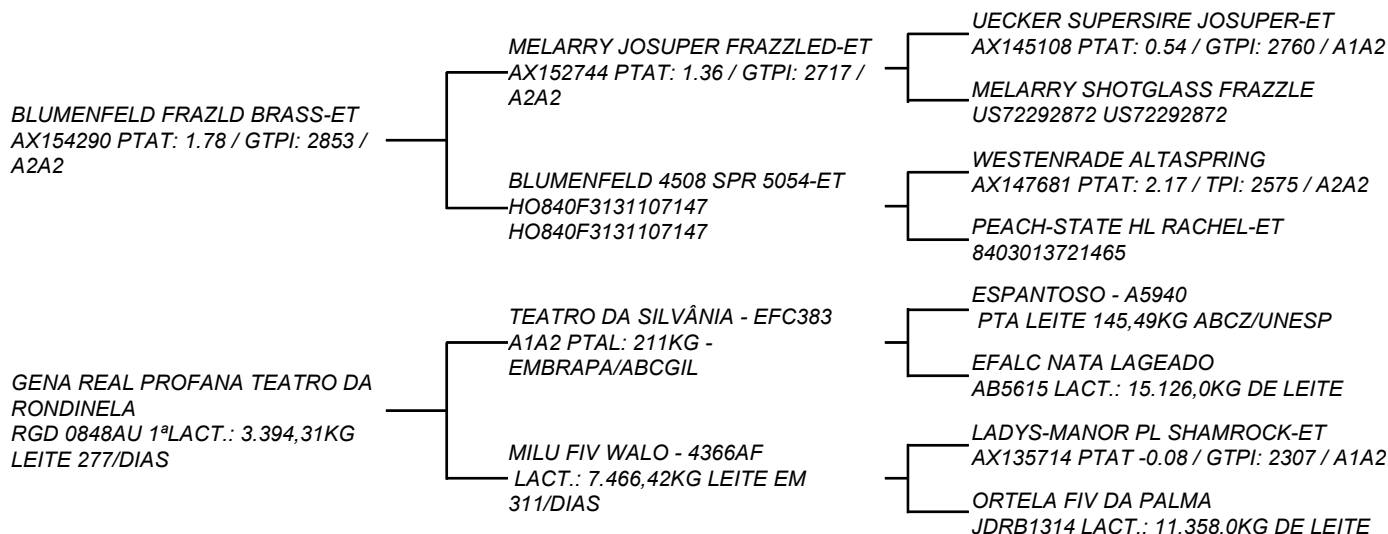 BLUMENFELD FRAZLD BRASS-ET
AX154290 PTAT: 1.78 / GTPI: 2853 /
A2A2
MELARRY JOSUPER FRAZZLED-ET
AX152744 PTAT: 1.36 / GTPI: 2717 /
A2A2
UECKER SUPERSIRE JOSUPER-ET
AX145108 PTAT: 0.54 / GTPI: 2760 / A1A2
MELARRY SHOTGLASS FRAZZLE
US72292872 US72292872
BLUMENFELD 4508 SPR 5054-ET
HO840F3131107147
HO840F3131107147
WESTENRADE ALTASPRING
AX147681 PTAT: 2.17 / TPI: 2575 / A2A2
PEACH-STATE HL RACHEL-ET
8403013721465
GENA REAL PROFANA TEATRO DA
RONDINELA
RGD 0848AU 1ªLACT.: 3.394,31KG
LEITE 277/DIAS
TEATRO DA SILVÂNIA - EFC383
A1A2 PTAL: 211KG -
EMBRAPA/ABCGIL
ESPANTOSO - A5940
PTA LEITE 145,49KG ABCZ/UNESP
EFALC NATA LAGEADO
AB5615 LACT.: 15.126,0KG DE LEITE
MILU FIV WALO - 4366AF
LACT.: 7.466,42KG LEITE EM
311/DIAS
LADYS-MANOR PL SHAMROCK-ET
AX135714 PTAT -0.08 / GTPI: 2307 / A1A2
ORTELA FIV DA PALMA
JDRB1314 LACT.: 11.358,0KG DE LEITE